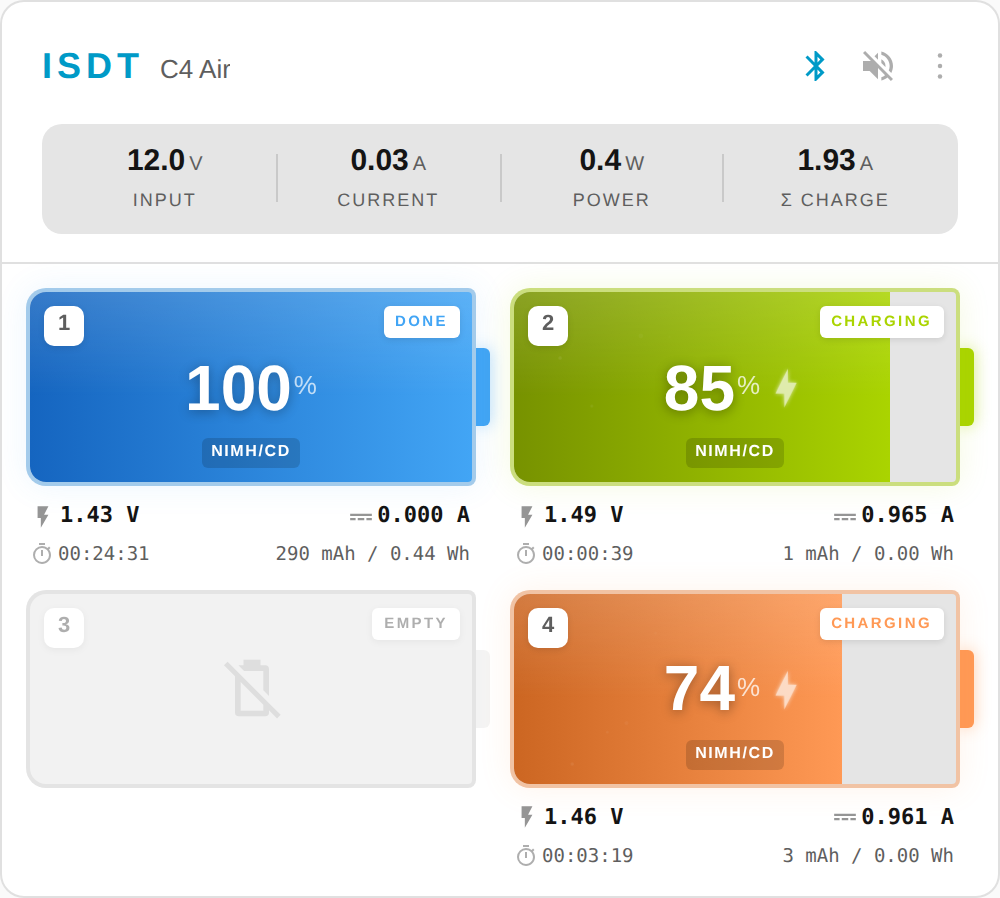 ISDT C4 Air
12.0 V 0.03 A 0.4 W 1.93 A
INPUT CURRENT POWER Σ CHARGE
1 DONE
100%
NIMH/CD
1.43 V 0.000 A
00:24:31 290 mAh / 0.44 Wh
2 CHARGING
85%
NIMH/CD
1.49 V 0.965 A
00:00:39 1 mAh / 0.00 Wh
3 EMPTY
4 CHARGING
74%
NIMH/CD
1.46 V 0.961 A
00:03:19 3 mAh / 0.00 Wh